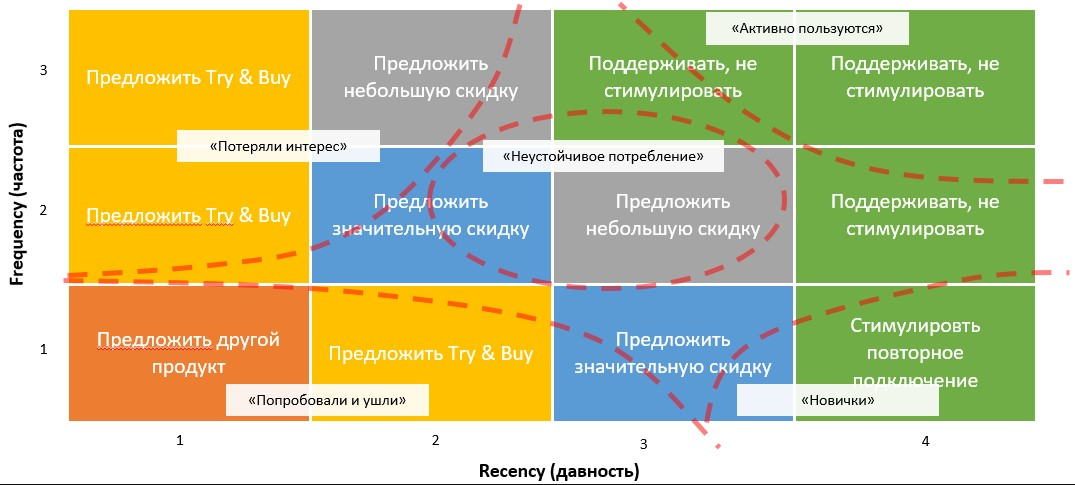 «Активно пользуются»
3
Предложить Try & Buy
Предложить
небольшую скидку
Поддерживать, не
стимулировать
Поддерживать, не
стимулировать
«Потеряли интерес»
«Неустойчивое потребление»
Frequency (частота)
2
Предложить Try & Buy
Предложить
значительную скидку
Предложить
небольшую скидку
Поддерживать, не
стимулировать
1
Предложить другой
продукт
Предложить Try & Buy
Предложить
значительную скидку
Стимулировть
повторное
подключение
«Попробовали и ушли»
«Новички»
1
2
3
4
Recency (давность)